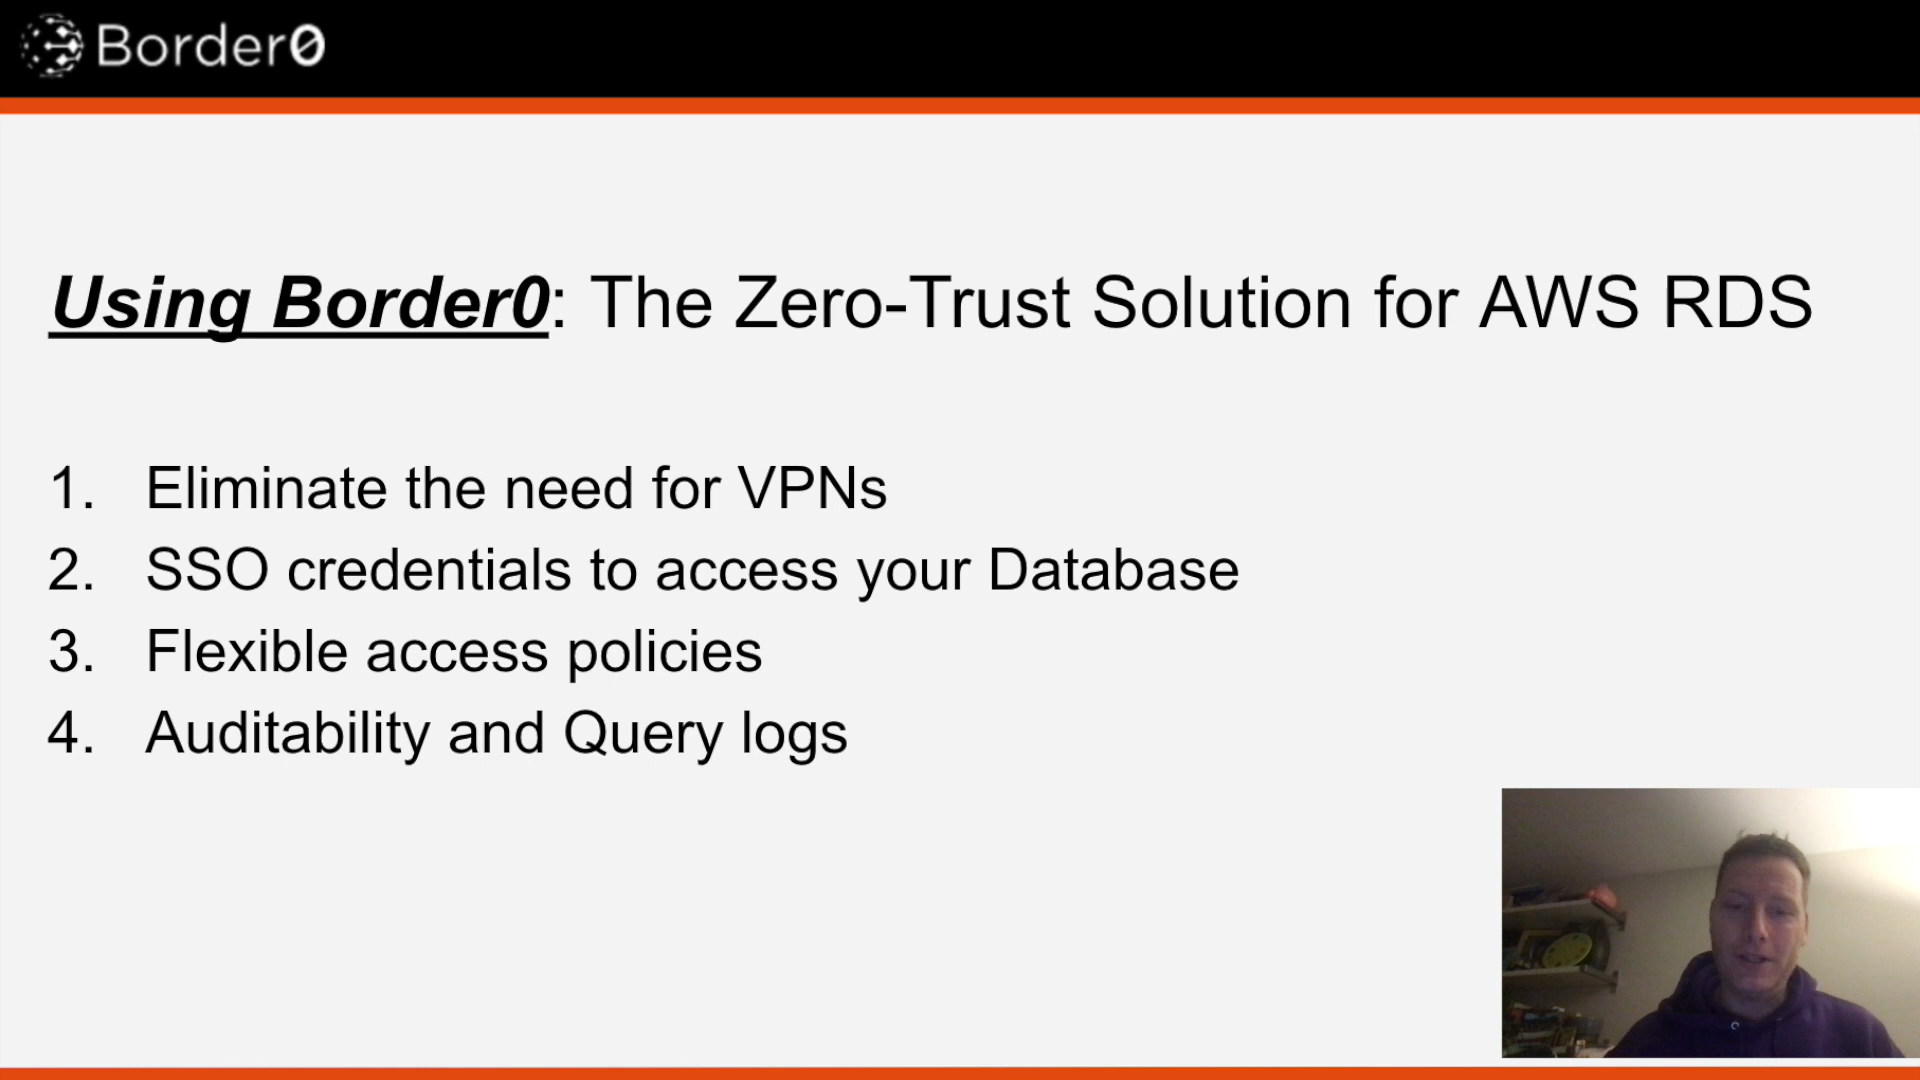 Border0
Using Border0: The Zero-Trust Solution for AWS RDS
1. Eliminate the need for VPNs
2. SSO credentials to access your Database
3. Flexible access policies
4. Auditability and Query logs